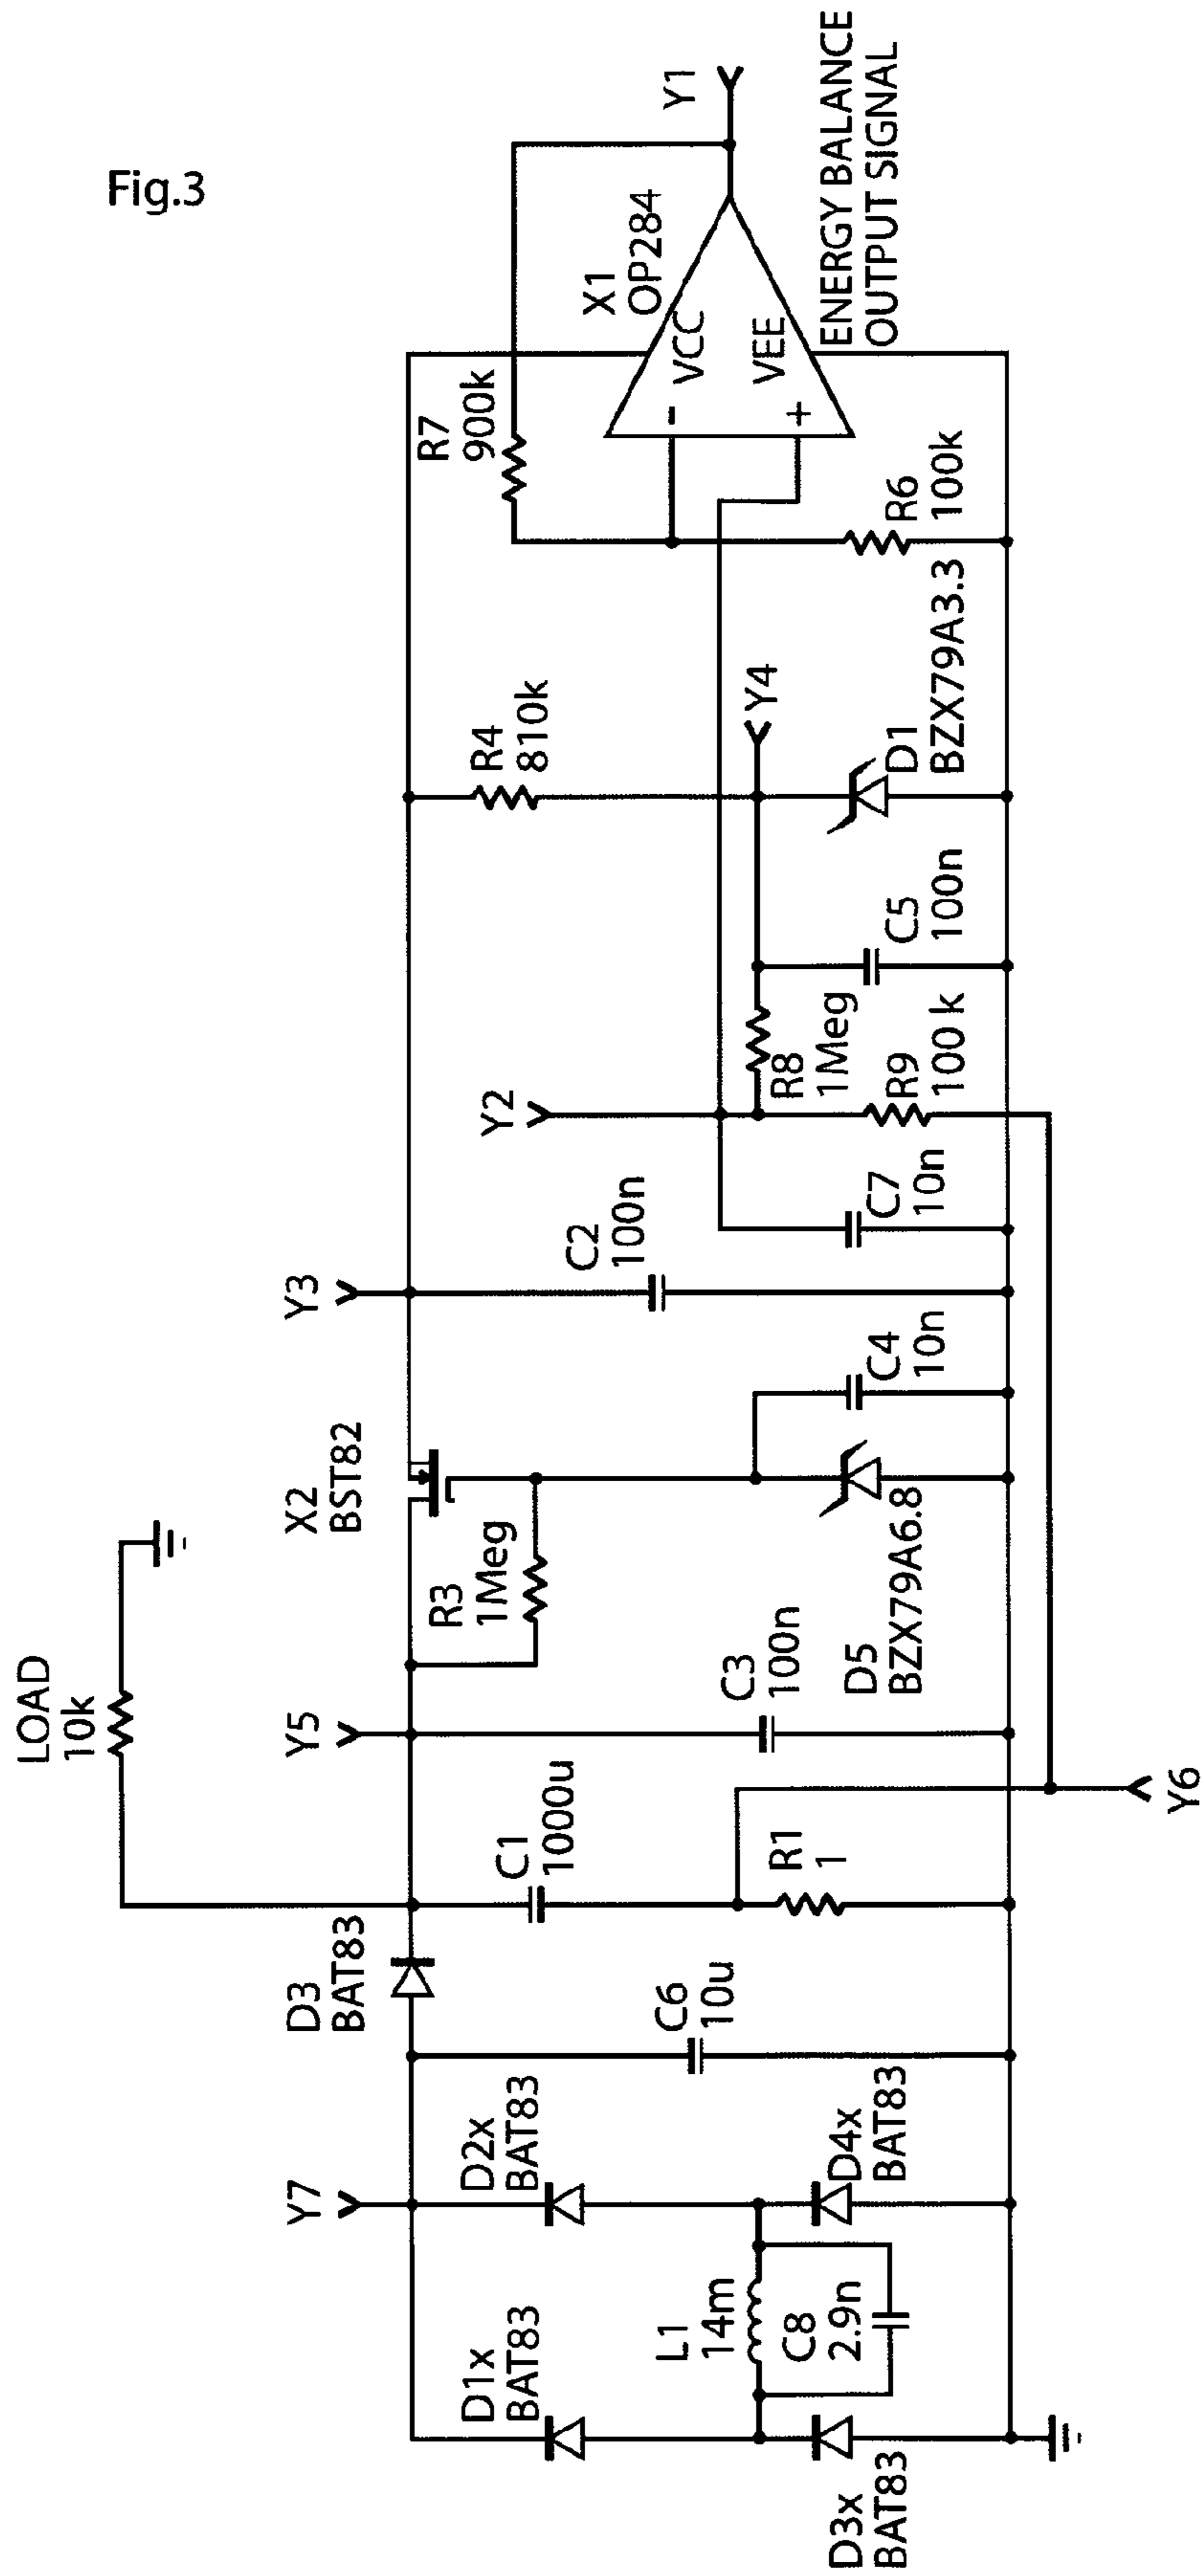 Fig.3
LOAD
10k
Y7
D3
BAT83
Y5
X2
BST82
Y3
D1x
BAT83
D2x
BAT83
C1
1000u
R3
1Meg
Y2
R4
810k
R7
900k
X1
OP284
Y1
L1
14m
C6
10u
C3
100n
C2
100n
VCC
-
VEE
+
C8
2.9n
R1
1
R8
1Meg
Y4
D3x
BAT83
D4x
BAT83
D5
BZX79A6.8
C4
10n
C7
10n
R9
100 k
C5
100n
D1
BZX79A3.3
R6
100k
ENERGY BALANCE
OUTPUT SIGNAL
Y6